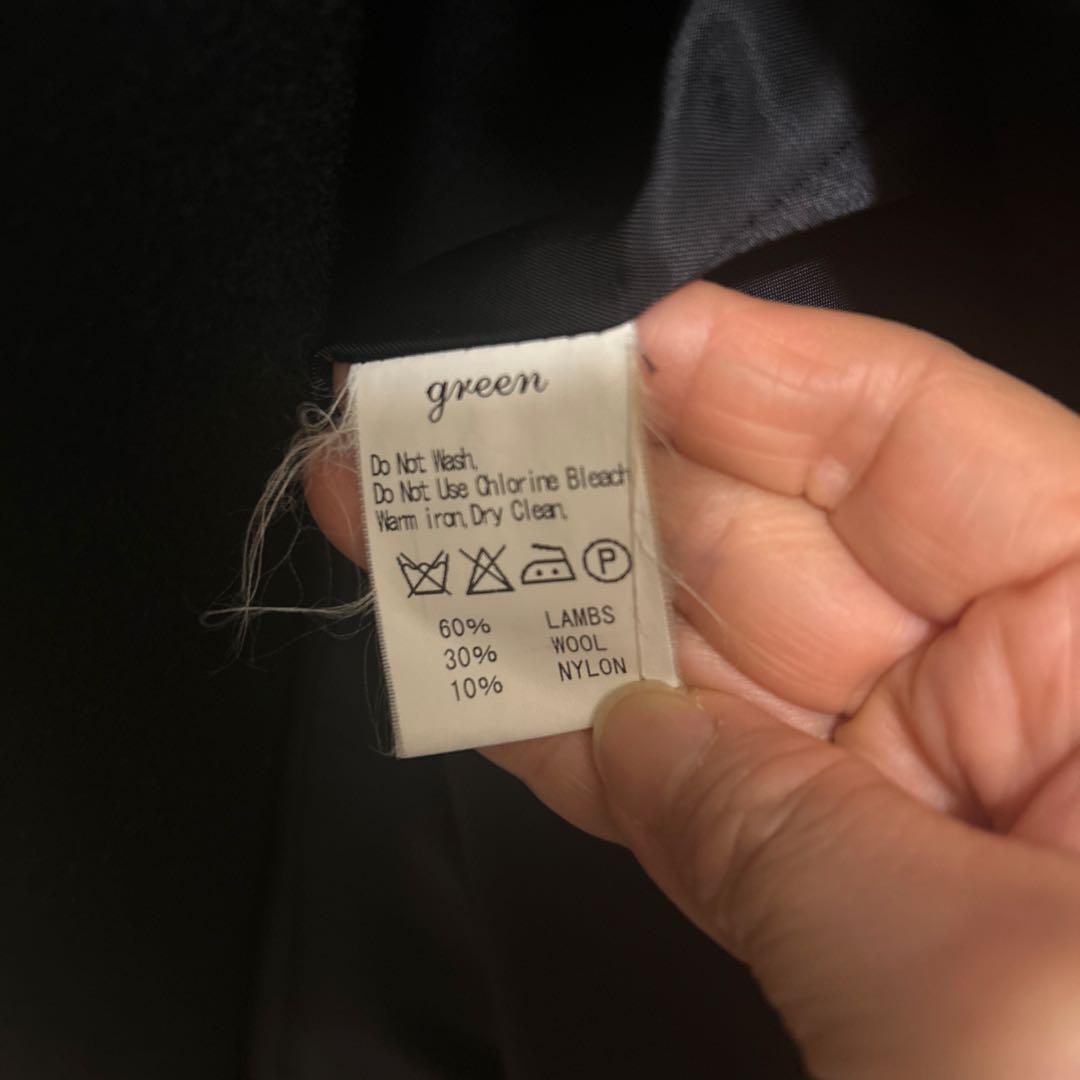 green
Do Not Wash,
Do Not Use Chlorine Bleach
Warm iron, Dry Clean,
P
60% LAMBS
30% WOOL
10% NYLON